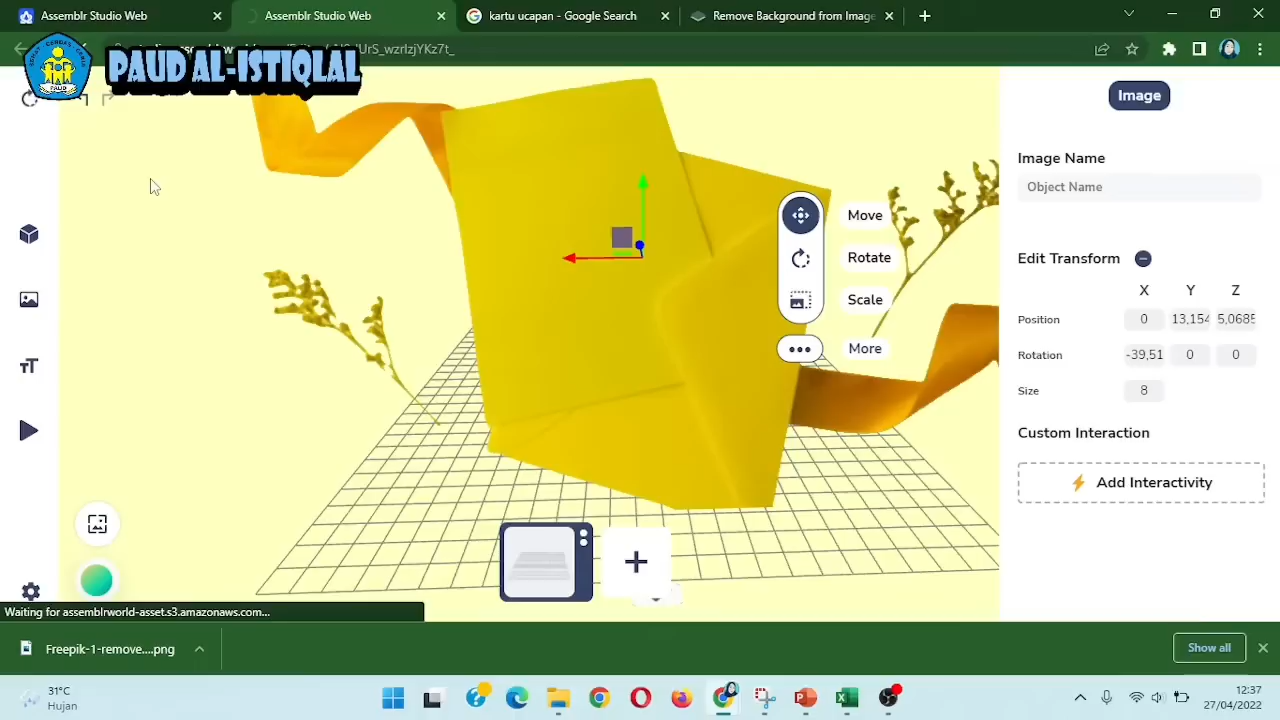 Assemblr Studio Web
Assemblr Studio Web
kartu ucapan - Google Search
Remove Background from Image
UrS_wzrIzjYKz7t_
PAUD AL-ISTIQLAL
PAUD
Image
Image Name
Object Name
Move
Rotate
Scale
More
Edit Transform
X Y Z
Position 0 13,154 5,0685
Rotation -39,51 0 0
Size 8
Custom Interaction
Add Interactivity
Waiting for assemblrworld-asset.s3.amazonaws.com...
Freepik-1-remove....png
Show all
31°C
Hujan
12:37
27/04/2022